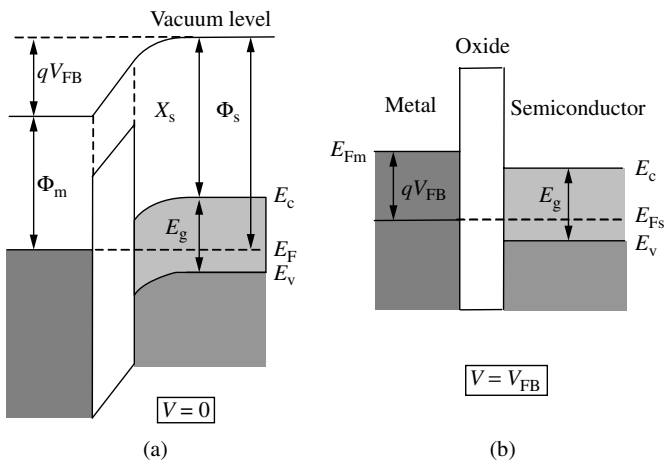 Vacuum level
qV_FB
X_s
Φ_s
Φ_m
E_c
E_g
E_F
E_v
V = 0
(a)
Oxide
Metal
Semiconductor
E_Fm
qV_FB
E_c
E_g
E_Fs
E_v
V = V_FB
(b)